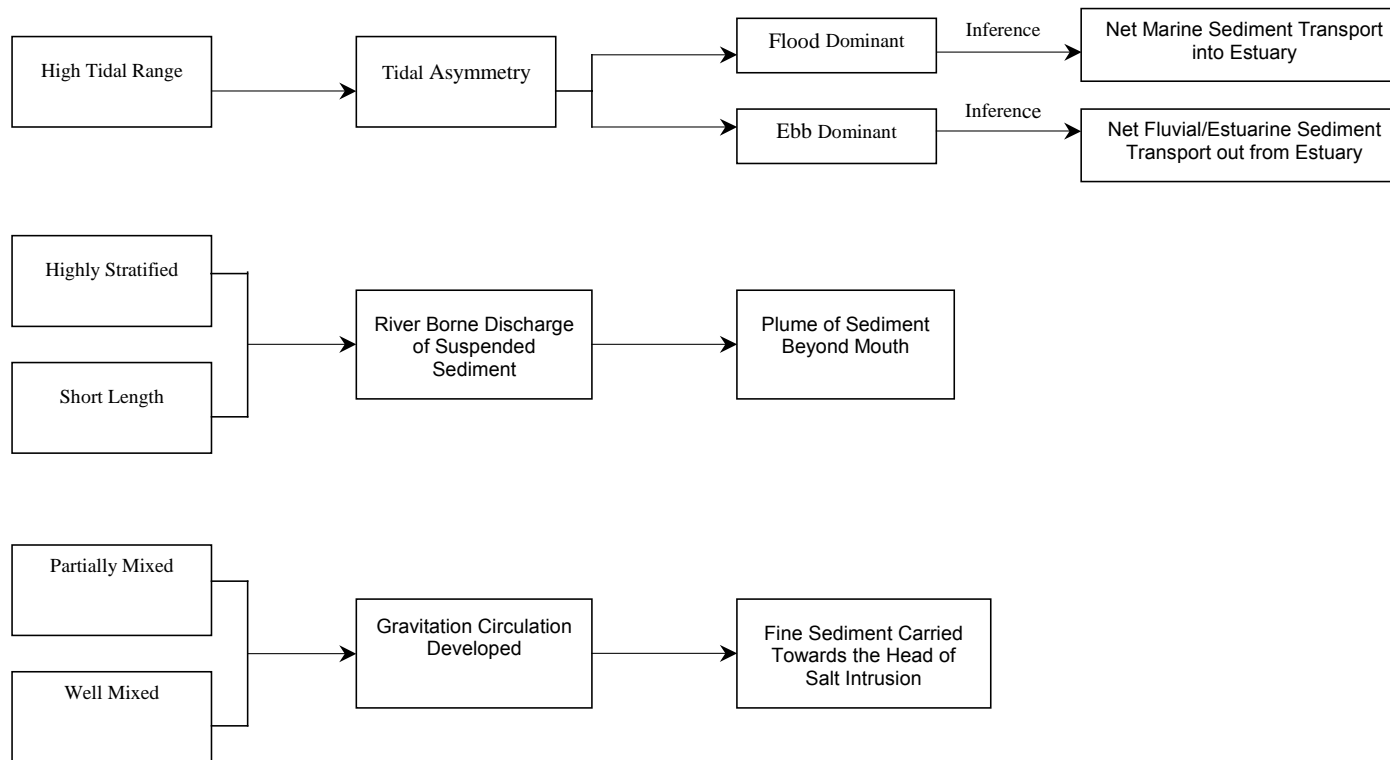 High Tidal Range
Tidal Asymmetry
Flood Dominant
Inference
Net Marine Sediment Transport
into Estuary
Ebb Dominant
Inference
Net Fluvial/Estuarine Sediment
Transport out from Estuary
Highly Stratified
Short Length
River Borne Discharge
of Suspended
Sediment
Plume of Sediment
Beyond Mouth
Partially Mixed
Well Mixed
Gravitation Circulation
Developed
Fine Sediment Carried
Towards the Head of
Salt Intrusion